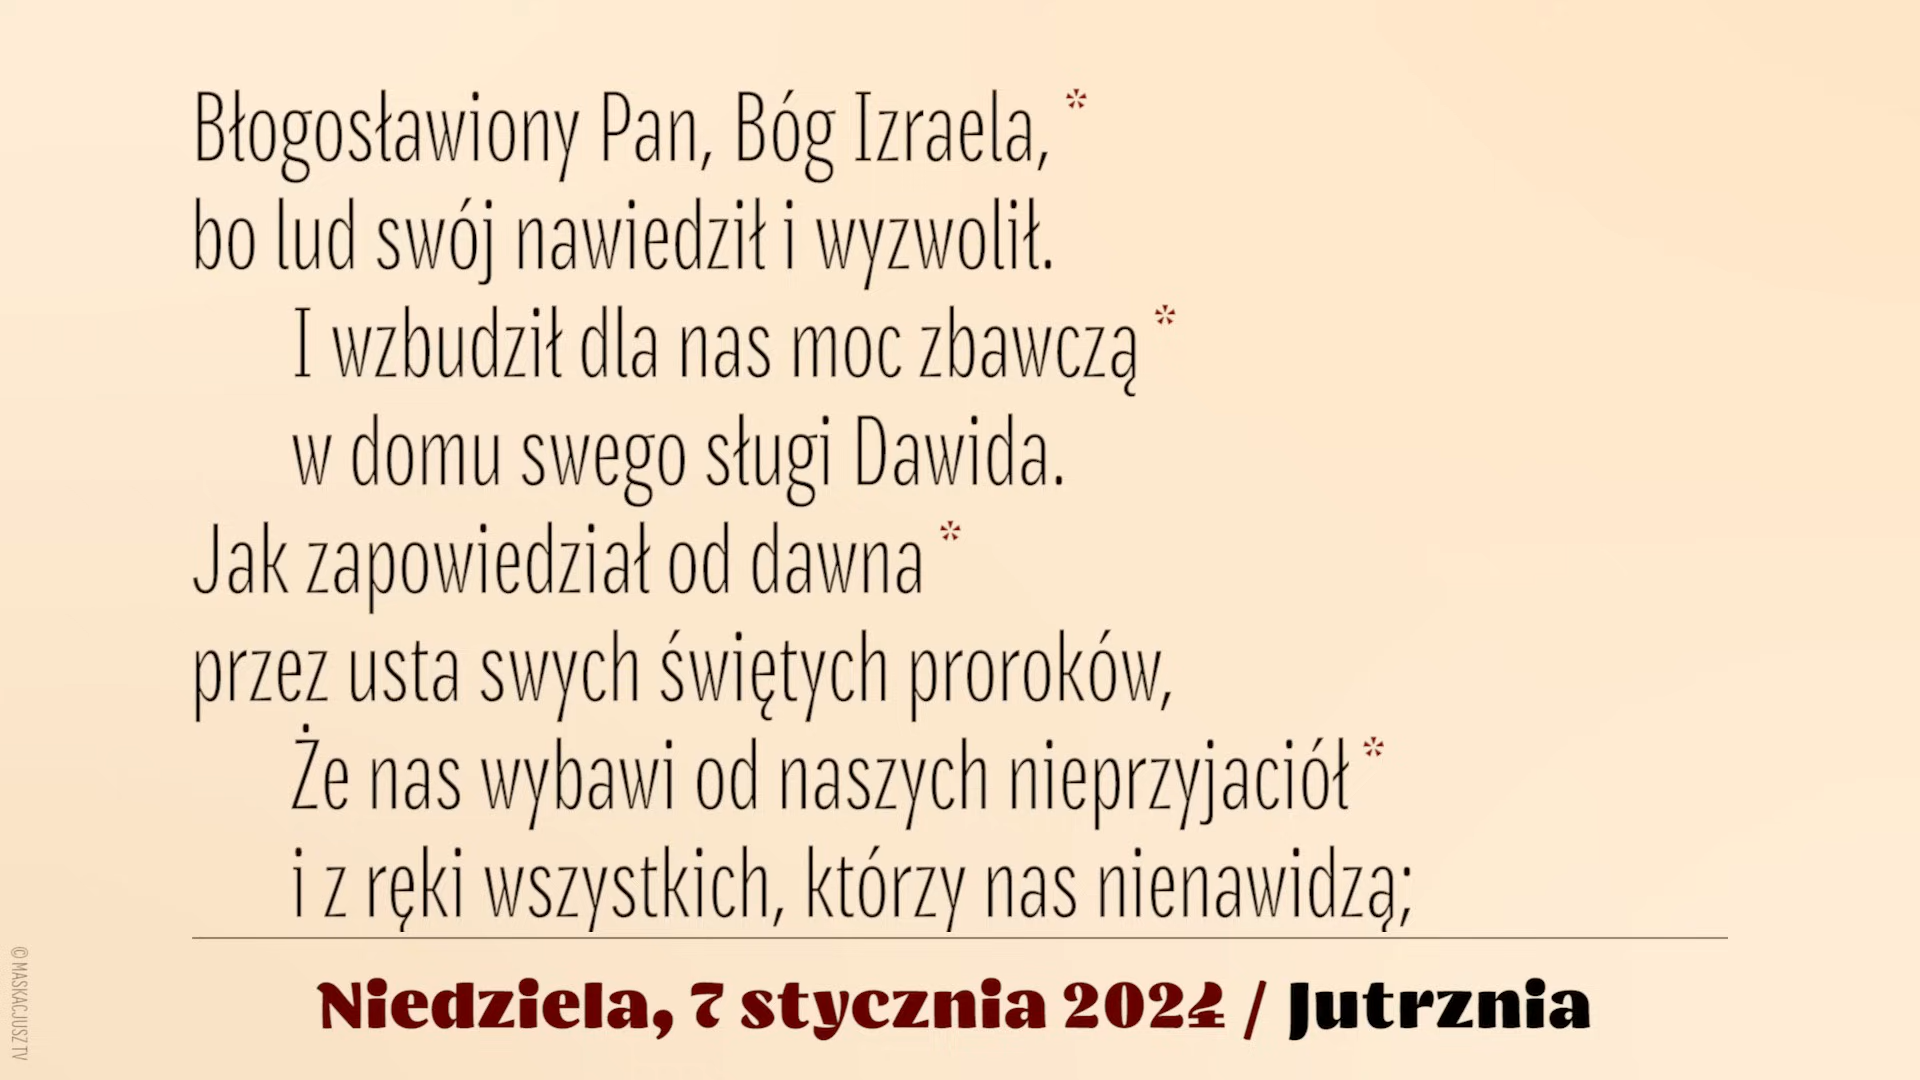 Błogosławiony Pan, Bóg Izraela, *
bo lud swój nawiedził i wyzwolił.
I wzbudził dla nas moc zbawczą *
w domu swego sługi Dawida.
Jak zapowiedział od dawna *
przez usta swych świętych proroków,
Że nas wybawi od naszych nieprzyjaciół *
i z ręki wszystkich, którzy nas nienawidzą;
Niedziela, 7 stycznia 2024 / Jutrznia
© MASKACJUSZ TV